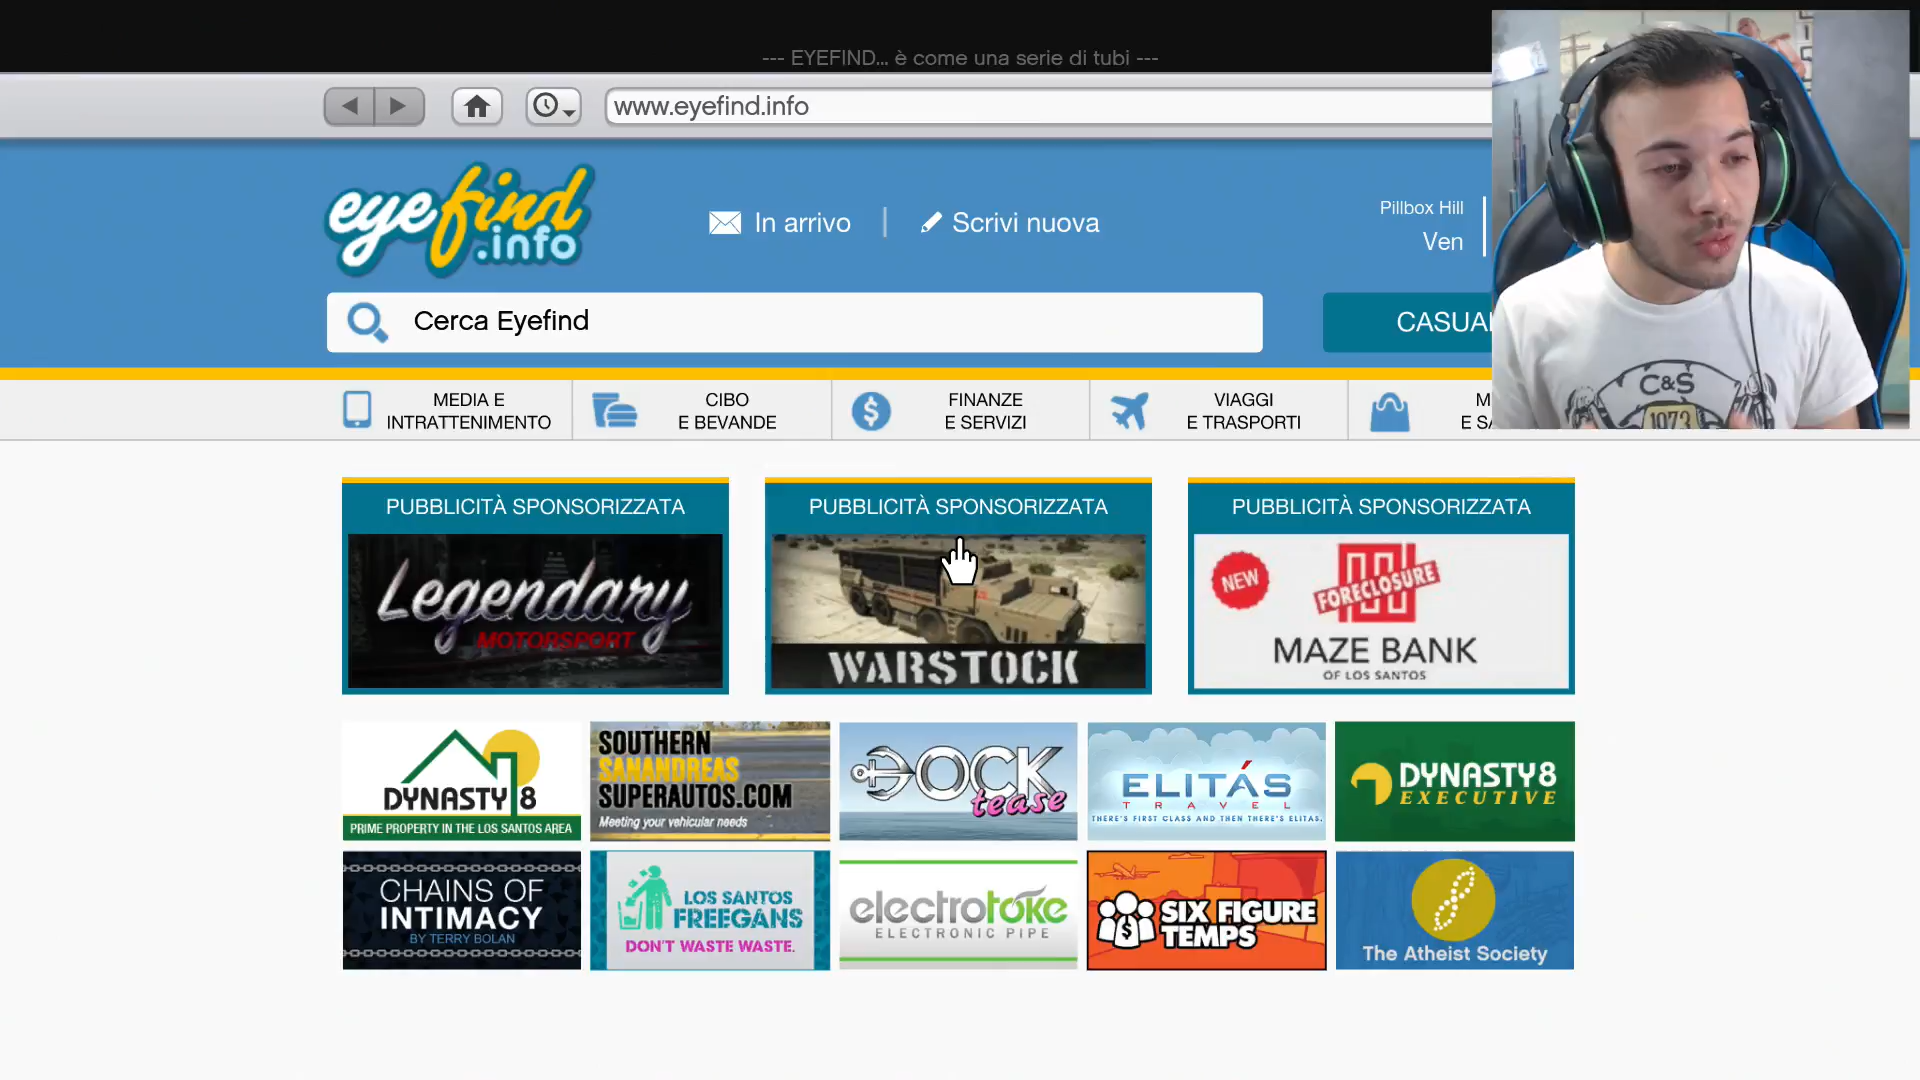 --- EYEFIND... è come una serie di tubi ---
www.eyefind.info
eyefind
.info
In arrivo
Scrivi nuova
Pillbox Hill
Ven
Cerca Eyefind
MEDIA E
INTRATTENIMENTO
CIBO
E BEVANDE
FINANZE
E SERVIZI
VIAGGI
E TRASPORTI
C&S
1973
PUBBLICITÀ SPONSORIZZATA
Legendary
MOTORSPORT
PUBBLICITÀ SPONSORIZZATA
WARSTOCK
PUBBLICITÀ SPONSORIZZATA
NEW
FORECLOSURE
MAZE BANK
OF LOS SANTOS
DYNASTY 8
PRIME PROPERTY IN THE LOS SANTOS AREA
SOUTHERN
SANANDREAS
SUPERAUTOS.COM
Meeting your vehicular needs
DOCK
tease
ELITÁS
TRAVEL
THERE'S FIRST CLASS AND THEN THERE'S ELITAS.
DYNASTY 8
EXECUTIVE
CHAINS OF
INTIMACY
BY TERRY BOLAN
LOS SANTOS
FREEGANS
DON'T WASTE WASTE.
electrotoke
ELECTRONIC PIPE
SIX FIGURE
TEMPS
The Atheist Society